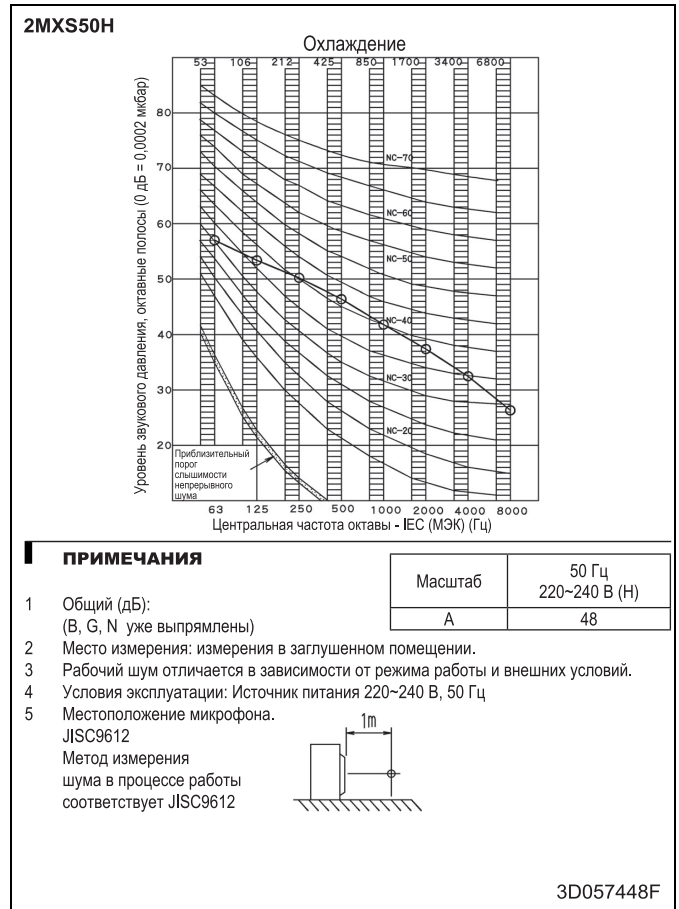 2MXS50H
Охлаждение
53 106 212 425 850 1700 3400 6800
Уровень звукового давления, октавные полосы (0 дБ = 0,0002 мкбар)
80
70
60
50
40
30
20
NC-70
NC-60
NC-50
NC-40
NC-30
NC-20
Приблизительный
порог
слышимости
непрерывного
шума
63 125 250 500 1000 2000 4000 8000
Центральная частота октавы - IEC (МЭК) (Гц)
ПРИМЕЧАНИЯ
Масштаб
50 Гц
220~240 В (H)
A 48
1 Общий (дБ):
(B, G, N уже выпрямлены)
2 Место измерения: измерения в заглушенном помещении.
3 Рабочий шум отличается в зависимости от режима работы и внешних условий.
4 Условия эксплуатации: Источник питания 220~240 В, 50 Гц
5 Местоположение микрофона.
JISC9612
Метод измерения
шума в процессе работы
соответствует JISC9612
1m
3D057448F